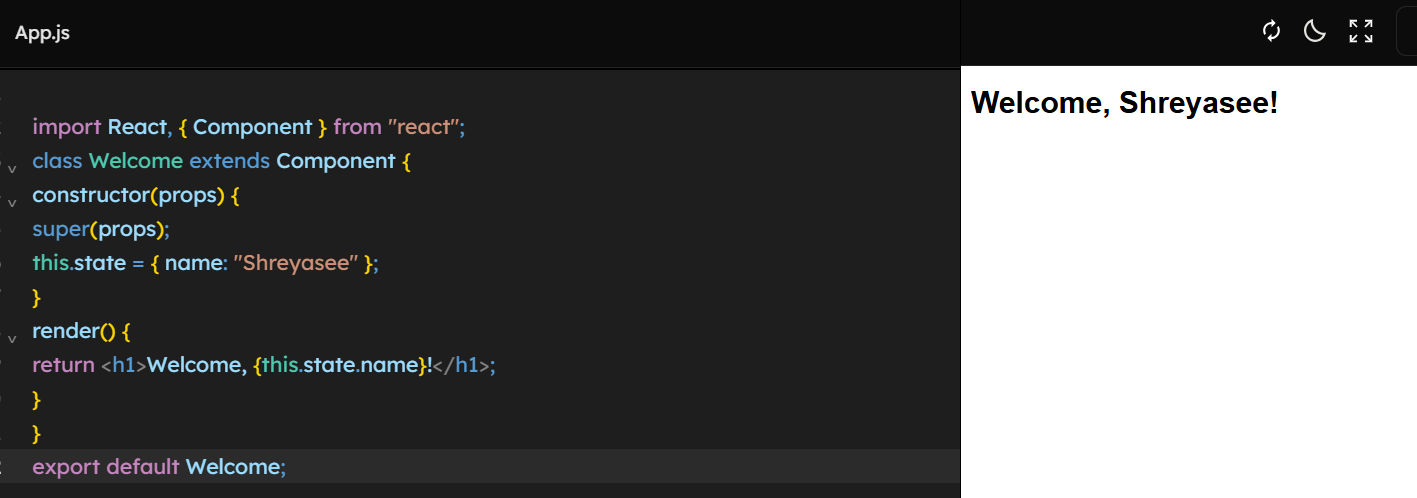 App.js
import React, { Component } from "react";
class Welcome extends Component {
constructor(props) {
super(props);
this.state = { name: "Shreyasee" };
}
render() {
return <h1>Welcome, {this.state.name}!</h1>;
}
}
export default Welcome;
Welcome, Shreyasee!